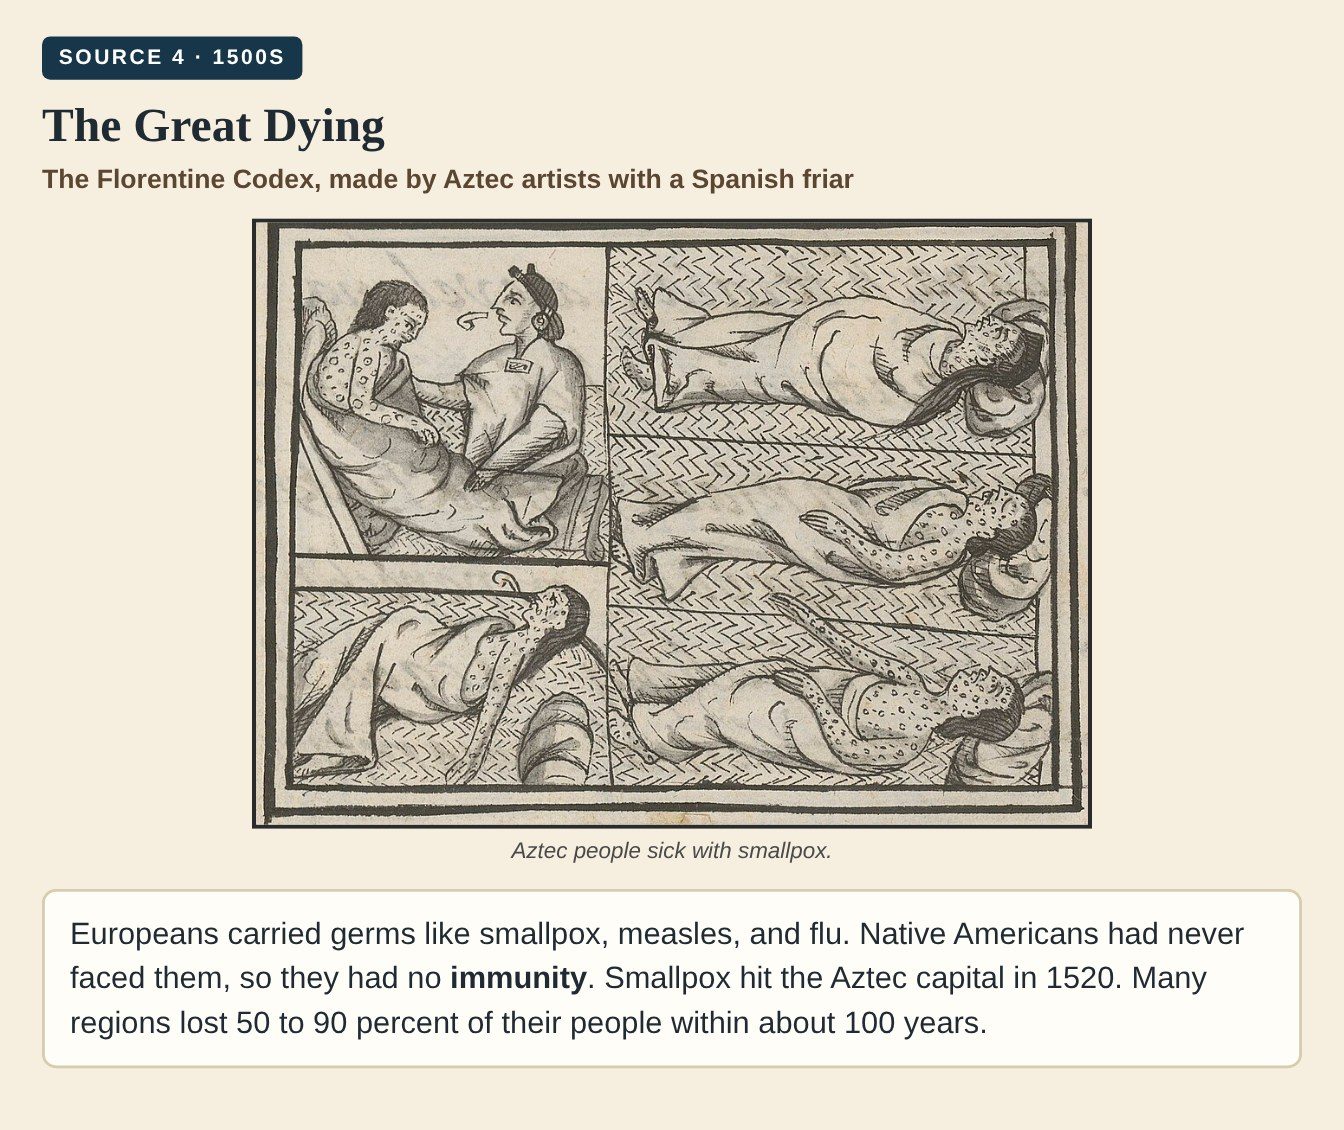 SOURCE 4 · 1500S
The Great Dying
The Florentine Codex, made by Aztec artists with a Spanish friar
Aztec people sick with smallpox.
Europeans carried germs like smallpox, measles, and flu. Native Americans had never
faced them, so they had no immunity. Smallpox hit the Aztec capital in 1520. Many
regions lost 50 to 90 percent of their people within about 100 years.